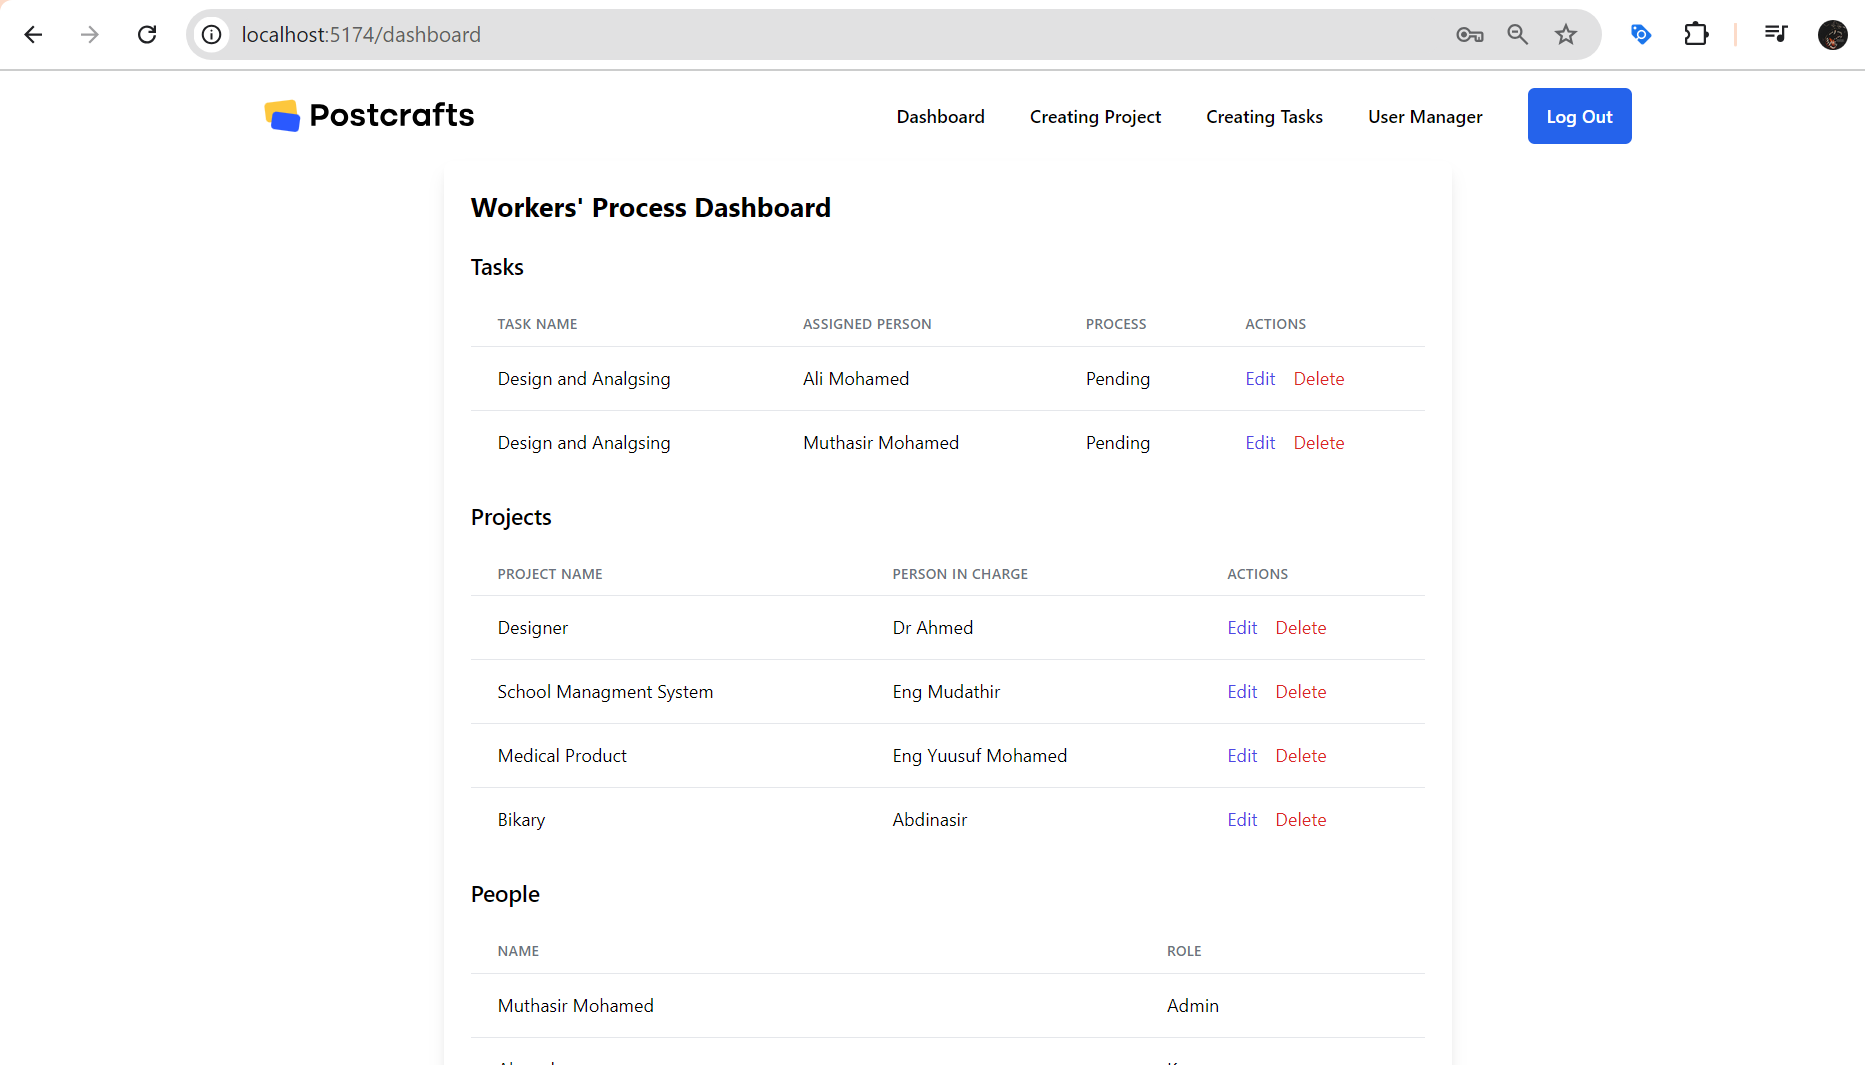 localhost:5174/dashboard
Postcrafts Dashboard Creating Project Creating Tasks User Manager Log Out
Workers' Process Dashboard
Tasks
TASK NAME ASSIGNED PERSON PROCESS ACTIONS
Design and Analgsing Ali Mohamed Pending Edit Delete
Design and Analgsing Muthasir Mohamed Pending Edit Delete
Projects
PROJECT NAME PERSON IN CHARGE ACTIONS
Designer Dr Ahmed Edit Delete
School Managment System Eng Mudathir Edit Delete
Medical Product Eng Yuusuf Mohamed Edit Delete
Bikary Abdinasir Edit Delete
People
NAME ROLE
Muthasir Mohamed Admin